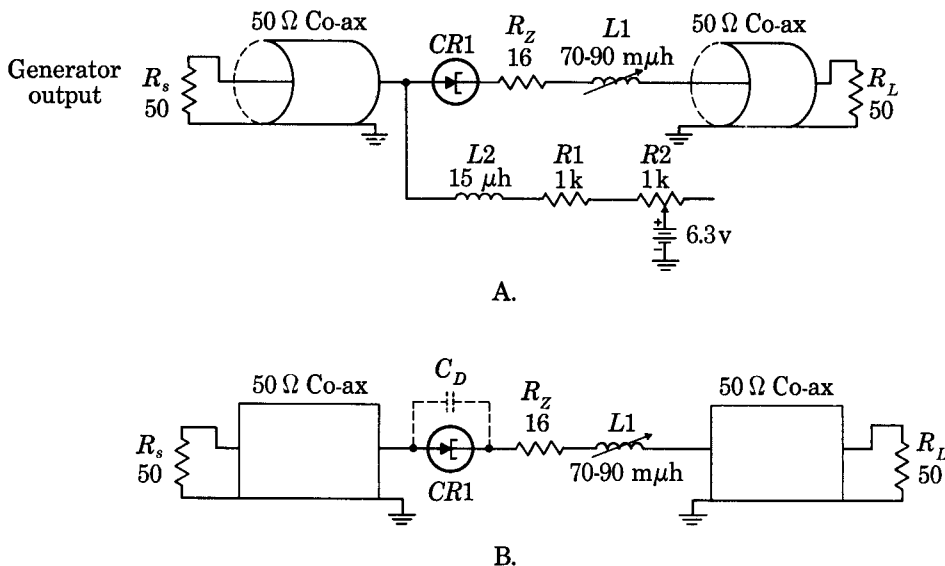 50 Ω Co-ax
50 Ω Co-ax
Generator
output
R_s
50
CR1
R_Z
16
L1
70-90 mμh
R_L
50
L2
15 μh
R1
1k
R2
1k
+
−
6.3v
A.
50 Ω Co-ax
50 Ω Co-ax
C_D
R_s
50
CR1
R_Z
16
L1
70-90 mμh
R_L
50
B.